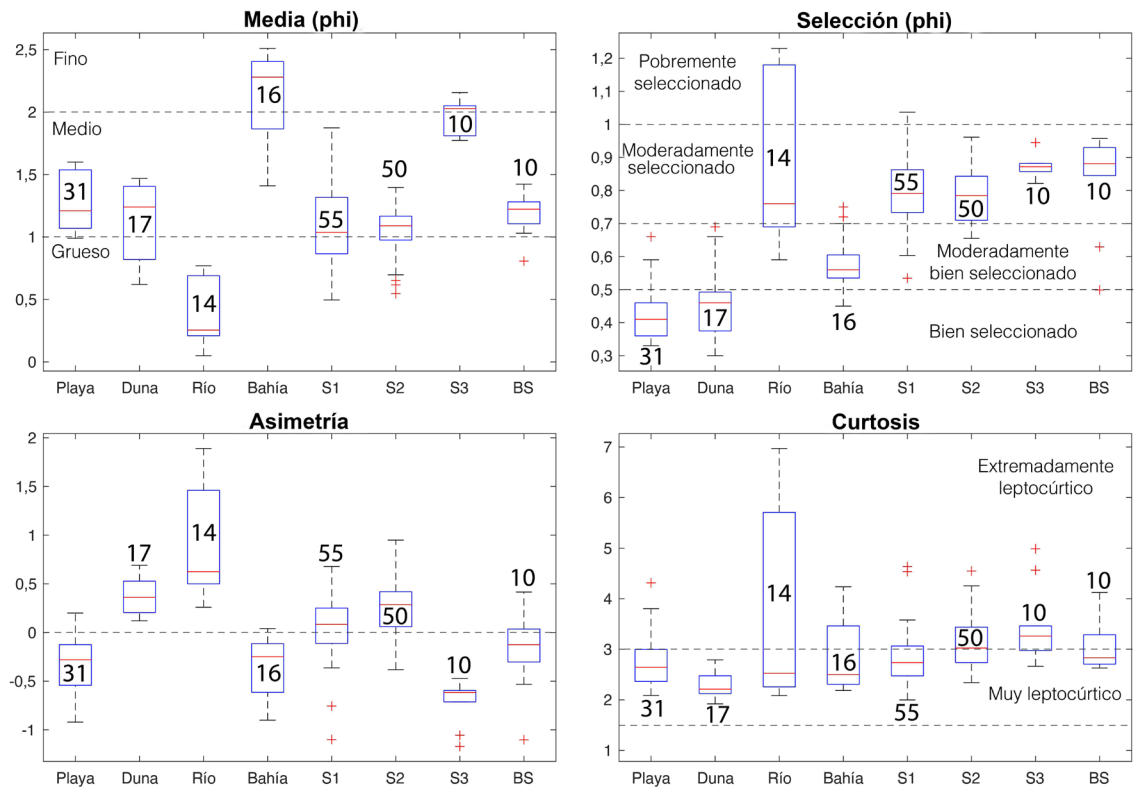 Media (phi)
2,5
2
1,5
1
0,5
0
Fino
Medio
Grueso
31
17
14
16
55
50
10
10
Playa
Duna
Río
Bahía
S1
S2
S3
BS
Selección (phi)
1,2
1,1
1
0,9
0,8
0,7
0,6
0,5
0,4
0,3
Pobremente
seleccionado
Moderadamente
seleccionado
Moderadamente
bien seleccionado
Bien seleccionado
31
17
14
16
55
50
10
10
Playa
Duna
Río
Bahía
S1
S2
S3
BS
Asimetría
2
1
0,5
0
-0,5
-1
31
17
14
16
55
50
10
10
Playa
Duna
Río
Bahía
S1
S2
S3
BS
Curtosis
7
6
5
4
3
2
1
Extremadamente
leptocúrtico
Muy leptocúrtico
31
17
14
16
55
50
10
10
Playa
Duna
Río
Bahía
S1
S2
S3
BS